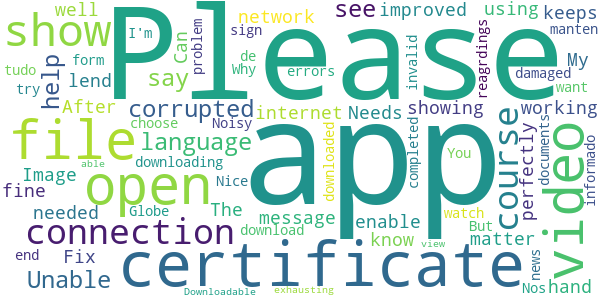 well
show
say
help
lend
tudo
form
try
After
Please
I'm
Noisy
Can
problem
Why
de
sign
errors
network
see
improved
using
keeps
My
manten
invalid
reagrdings
damaged
want
choose
corrupted
internet
Needs
showing
working
app
file
open
language
downloading
Image
fine
needed
Globe
Nice
The
message
download
downloaded
enable
know
completed
You
watch
But
matter
course
perfectly
documents
video
informado
able
connection
certificate
view
news
end
Fix
Unable
Downloadable
exhausting
Nos
hand